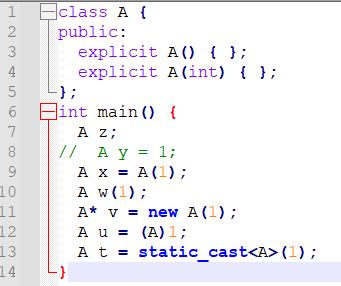 1 class A {
2 public:
3   explicit A() { };
4   explicit A(int) { };
5 };
6 int main() {
7   A z;
8 //  A y = 1;
9   A x = A(1);
10   A w(1);
11   A* v = new A(1);
12   A u = (A)1;
13   A t = static_cast<A>(1);
14 }